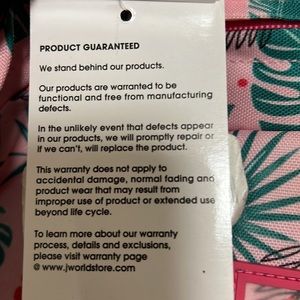 PRODUCT GUARANTEED
We stand behind our products.
Our products are warranted to be
functional and free from manufacturing
defects.
In the unlikely event that defects appear
in our products, we will promptly repair or
if we can't, will replace the product.
This warranty does not apply to
accidental damage, normal fading and
product wear that may result from
improper use of product or extended use
beyond life cycle.
To learn more about our warranty
process, details and exclusions,
please visit warranty page
@ www.jworldstore.com